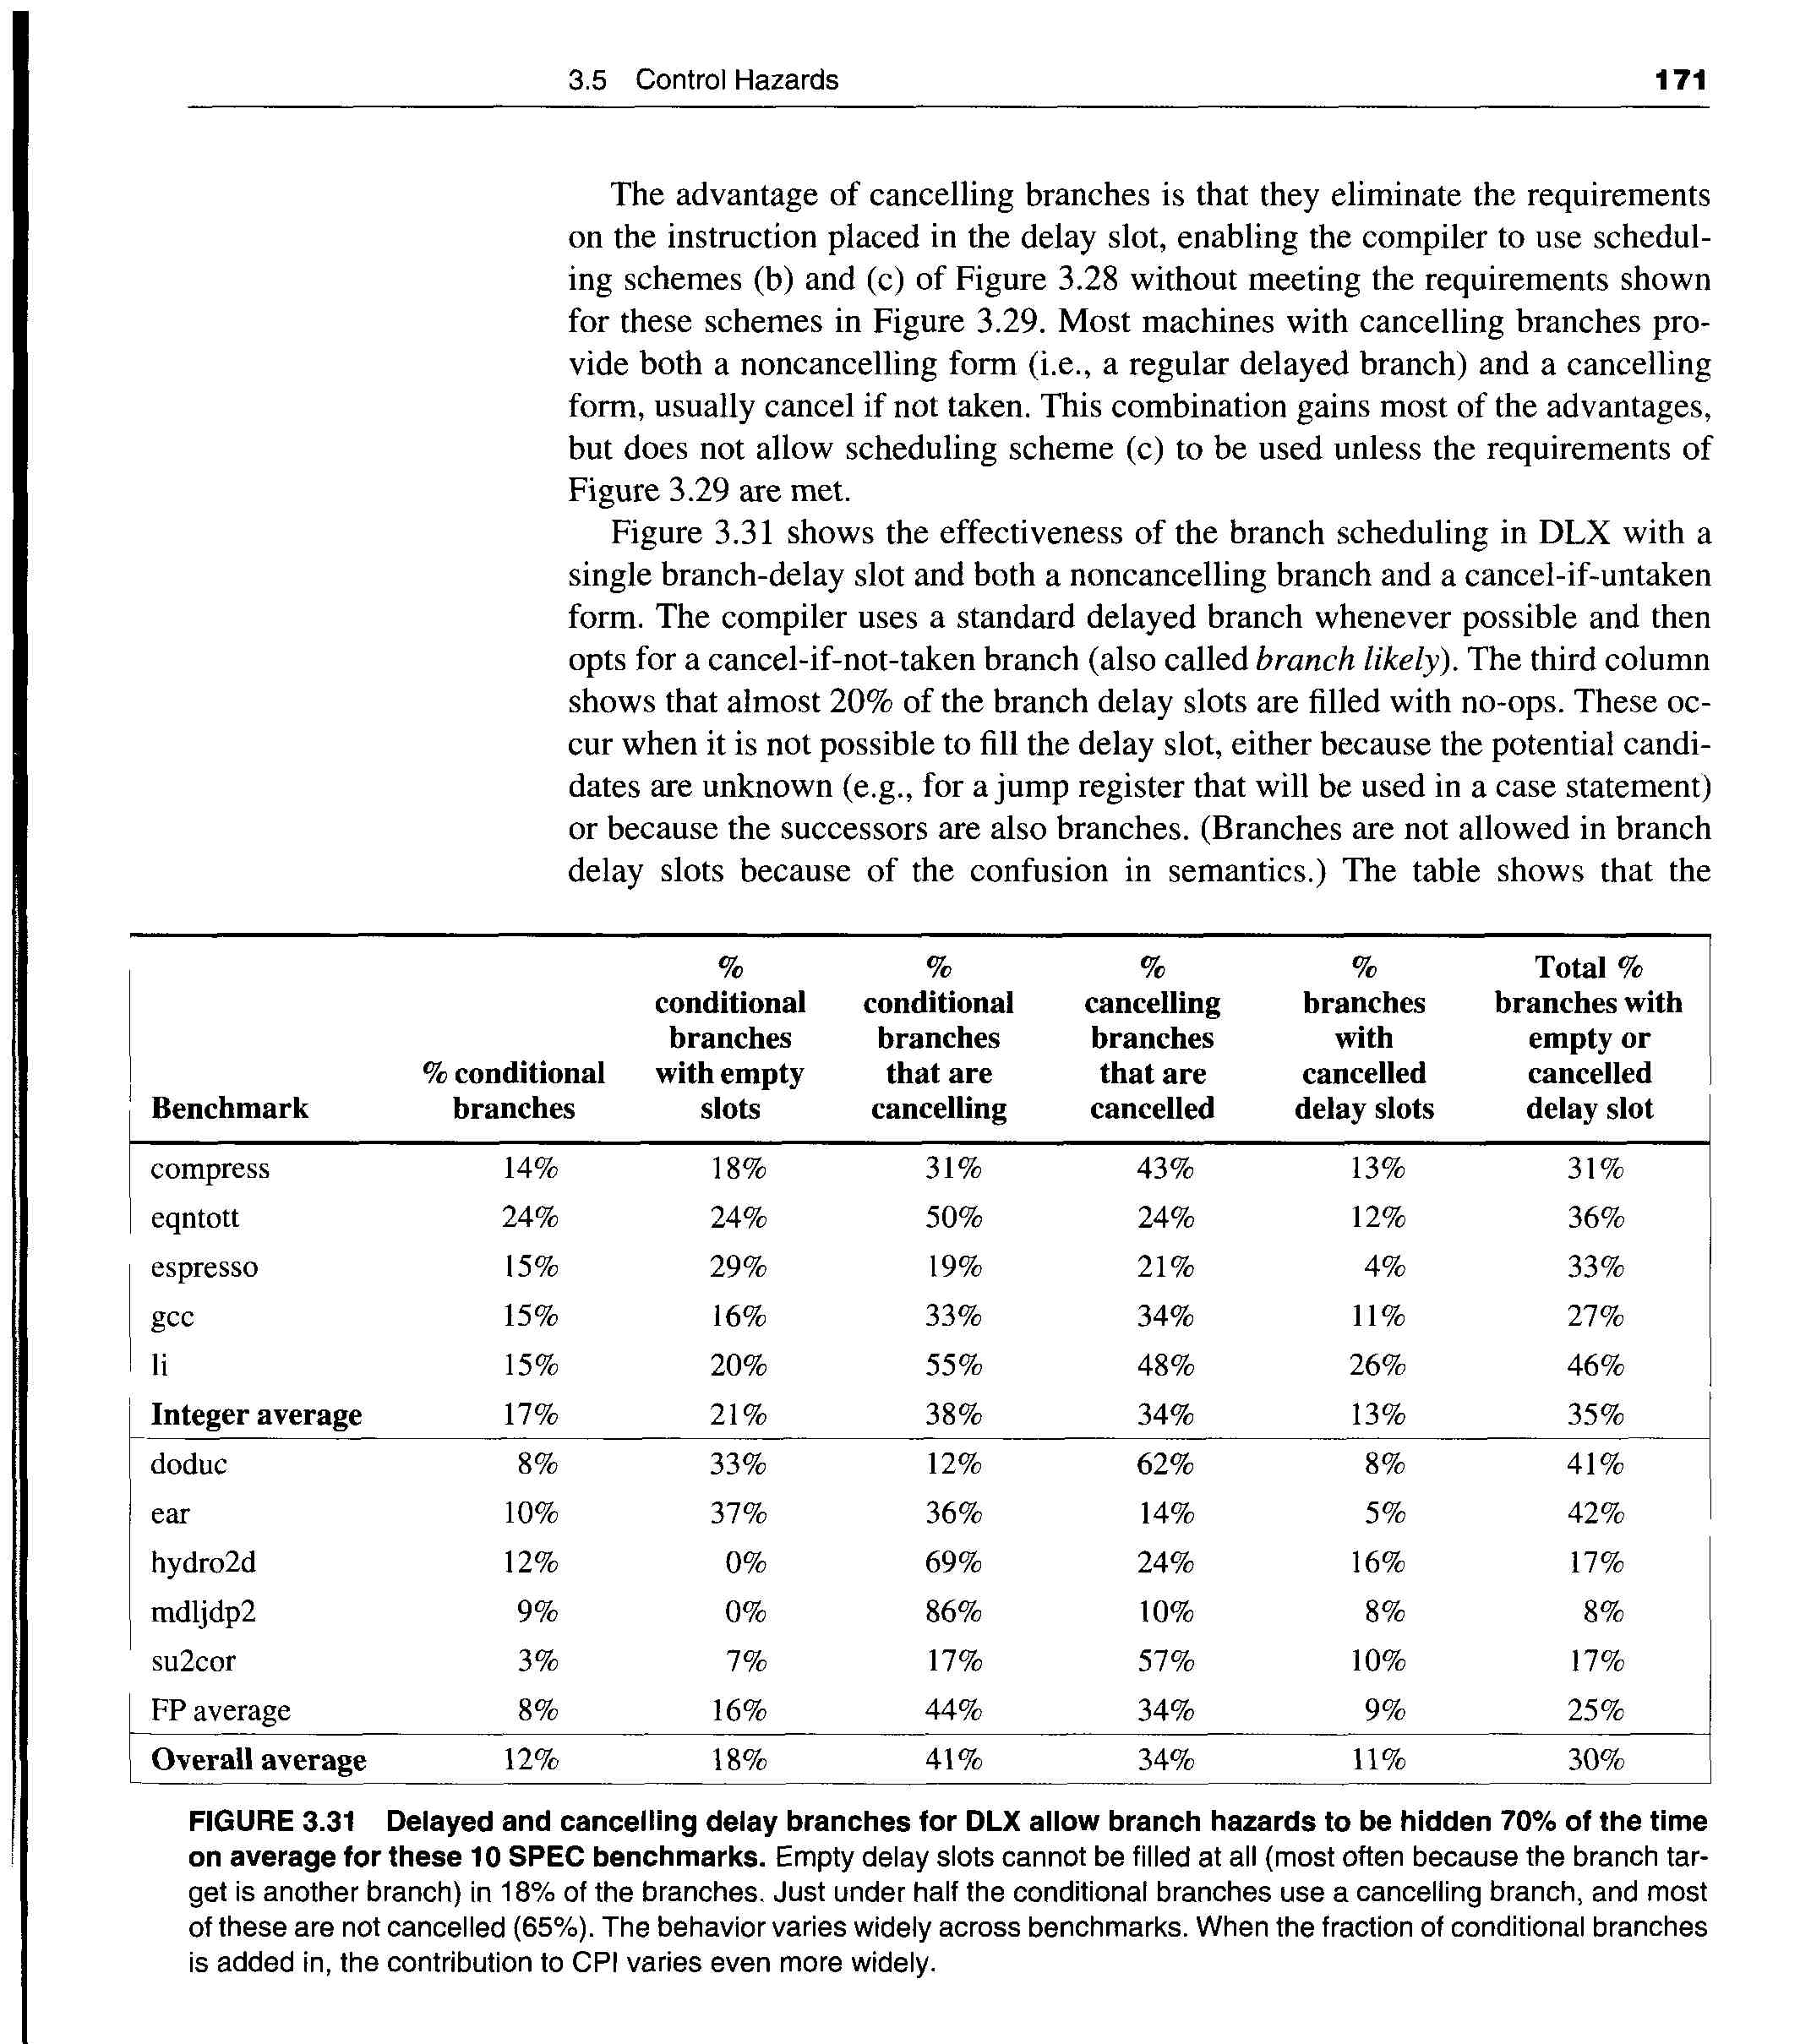 3.5 Control Hazards 171
The advantage of cancelling branches is that they eliminate the requirements
on the instruction placed in the delay slot, enabling the compiler to use schedul-
ing schemes (b) and (c) of Figure 3.28 without meeting the requirements shown
for these schemes in Figure 3.29. Most machines with cancelling branches pro-
vide both a noncancelling form (i.e., a regular delayed branch) and a cancelling
form, usually cancel if not taken. This combination gains most of the advantages,
but does not allow scheduling scheme (c) to be used unless the requirements of
Figure 3.29 are met.
Figure 3.31 shows the effectiveness of the branch scheduling in DLX with a
single branch-delay slot and both a noncancelling branch and a cancel-if-untaken
form. The compiler uses a standard delayed branch whenever possible and then
opts for a cancel-if-not-taken branch (also called branch likely). The third column
shows that almost 20% of the branch delay slots are filled with no-ops. These oc-
cur when it is not possible to fill the delay slot, either because the potential candi-
dates are unknown (e.g., for a jump register that will be used in a case statement)
or because the successors are also branches. (Branches are not allowed in branch
delay slots because of the confusion in semantics.) The table shows that the
% % % % Total %
conditional conditional cancelling branches branches with
branches branches branches with empty or
% conditional with empty that are that are cancelled cancelled
Benchmark branches slots cancelling cancelled delay slots delay slot
compress 14% 18% 31% 43% 13% 31%
eqntott 24% 24% 50% 24% 12% 36%
espresso 15% 29% 19% 21% 4% 33%
gcc 15% 16% 33% 34% 11% 27%
li 15% 20% 55% 48% 26% 46%
Integer average 17% 21% 38% 34% 13% 35%
doduc 8% 33% 12% 62% 8% 41%
ear 10% 37% 36% 14% 5% 42%
hydro2d 12% 0% 69% 24% 16% 17%
mdljdp2 9% 0% 86% 10% 8% 8%
su2cor 3% 7% 17% 57% 10% 17%
FP average 8% 16% 44% 34% 9% 25%
Overall average 12% 18% 41% 34% 11% 30%
FIGURE 3.31 Delayed and cancelling delay branches for DLX allow branch hazards to be hidden 70% of the time
on average for these 10 SPEC benchmarks. Empty delay slots cannot be filled at all (most often because the branch tar-
get is another branch) in 18% of the branches. Just under half the conditional branches use a cancelling branch, and most
of these are not cancelled (65%). The behavior varies widely across benchmarks. When the fraction of conditional branches
is added in, the contribution to CPI varies even more widely.